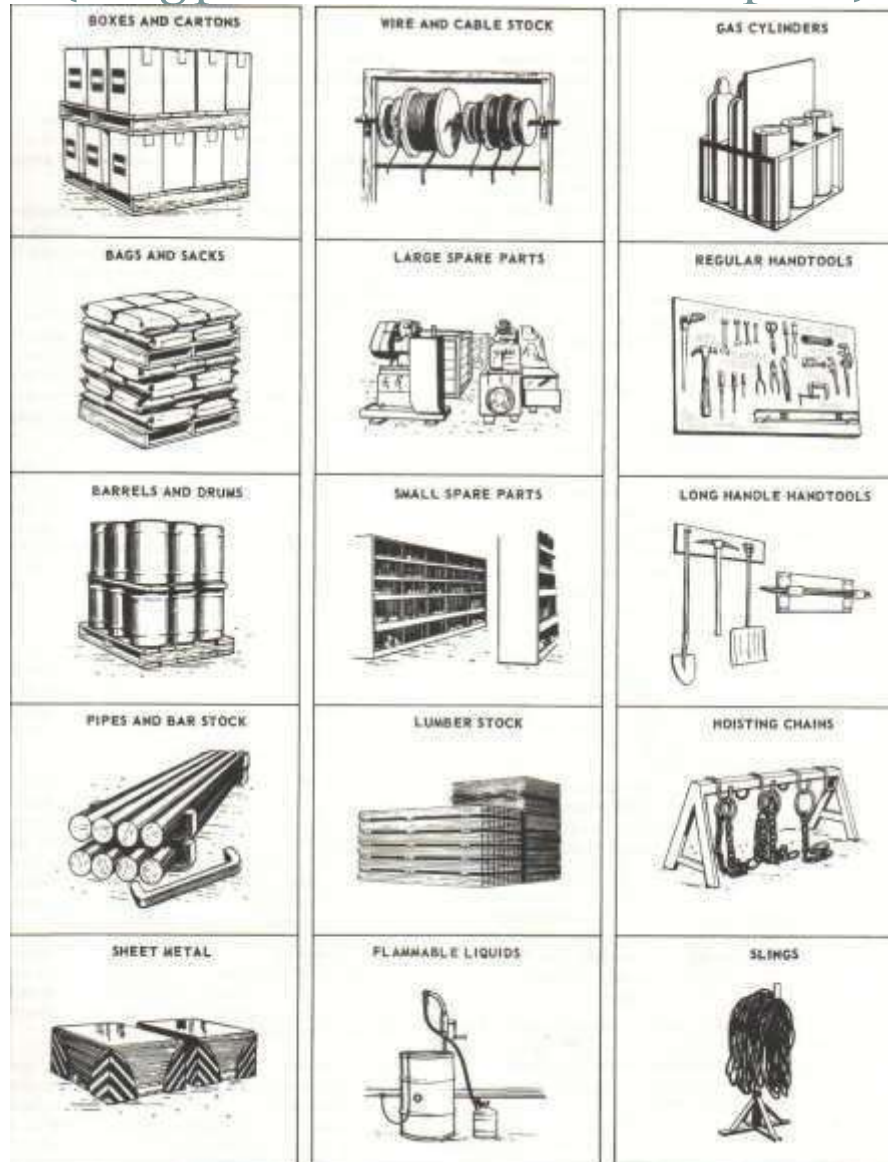 BOXES AND CARTONS
WIRE AND CABLE STOCK
GAS CYLINDERS
BAGS AND SACKS
LARGE SPARE PARTS
REGULAR HANDTOOLS
BARRELS AND DRUMS
SMALL SPARE PARTS
LONG HANDLE HANDTOOLS
PIPES AND BAR STOCK
LUMBER STOCK
HOISTING CHAINS
SHEET METAL
FLAMMABLE LIQUIDS
SLINGS